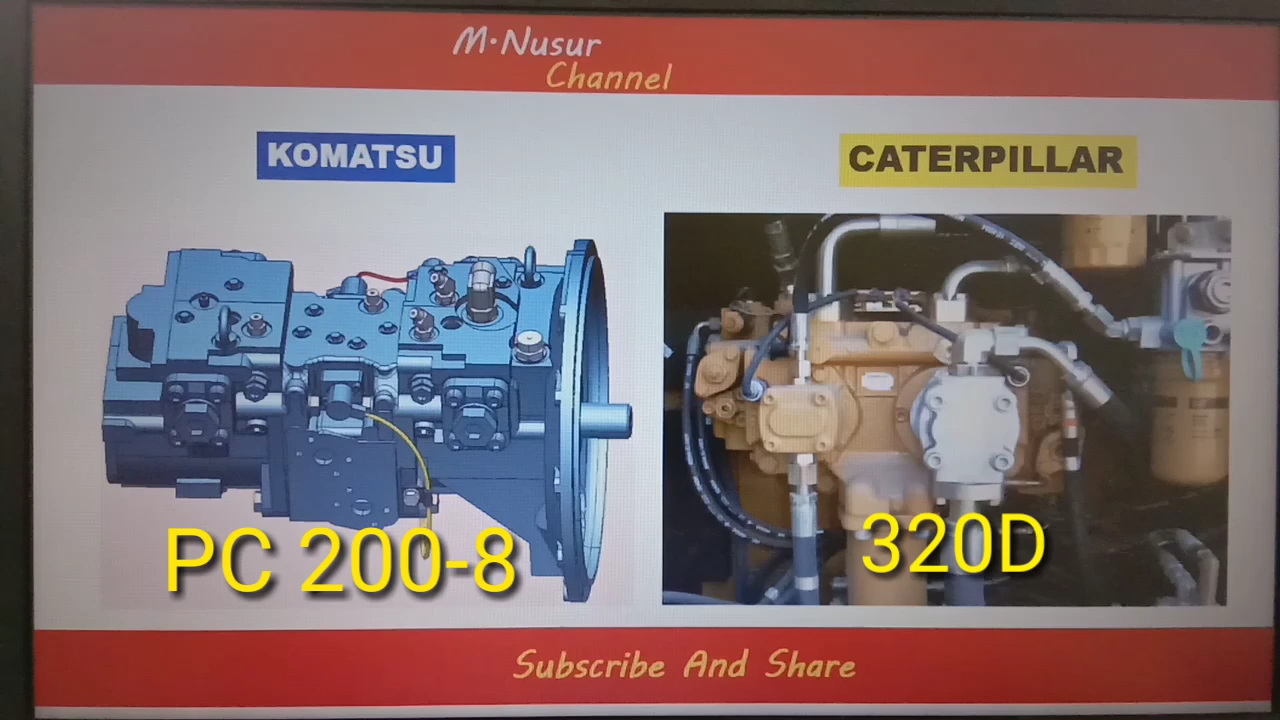 M·Nusur
Channel
KOMATSU
CATERPILLAR
PC 200-8
320D
Subscribe And Share